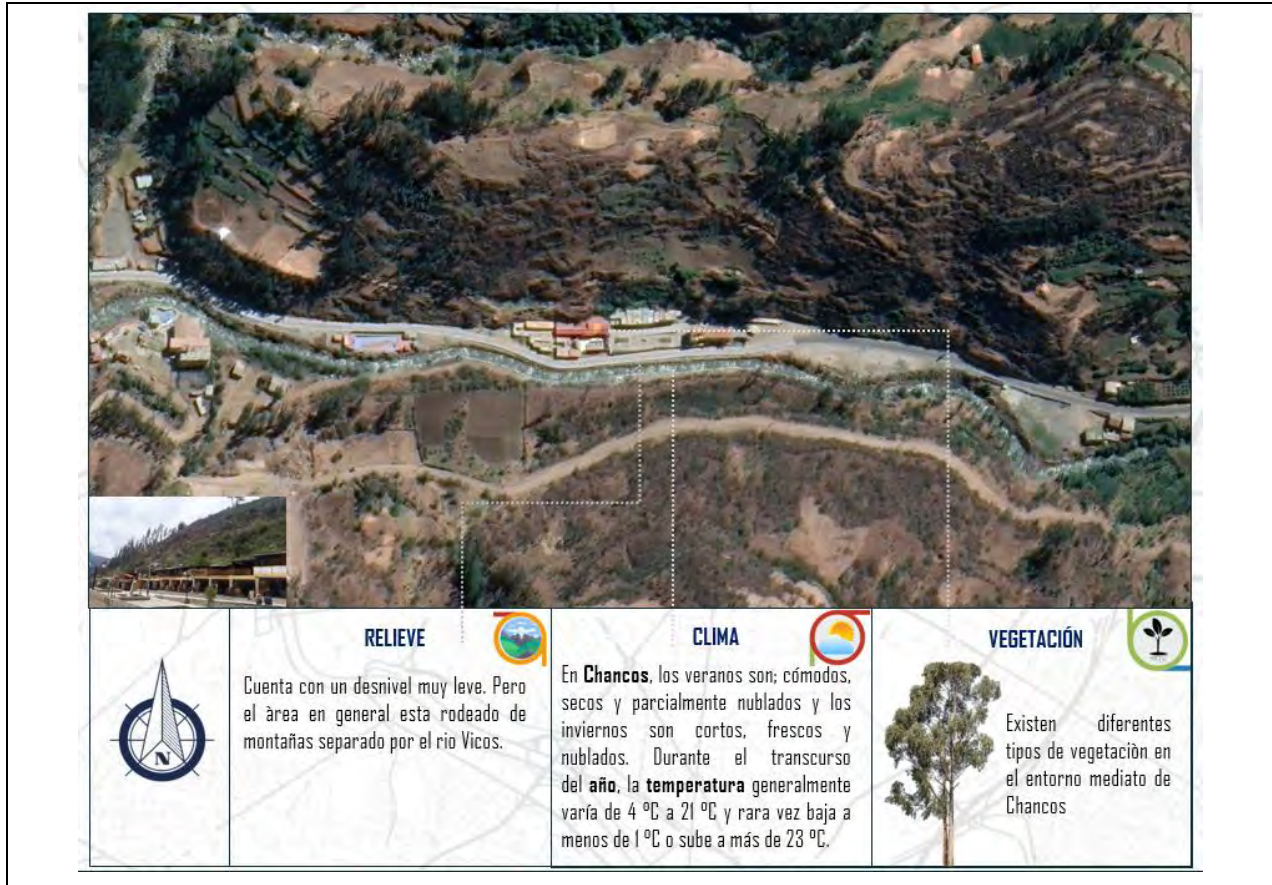 N
RELIEVE
Cuenta con un desnivel muy leve. Pero
el àrea en general esta rodeado de
montañas separado por el rio Vicos.
CLIMA
En Chancos, los veranos son; cómodos,
secos y parcialmente nublados y los
inviernos son cortos, frescos y
nublados. Durante el transcurso
del año, la temperatura generalmente
varía de 4 °C a 21 °C y rara vez baja a
menos de 1 °C o sube a más de 23 °C.
VEGETACIÓN
Existen diferentes
tipos de vegetaciòn en
el entorno mediato de
Chancos